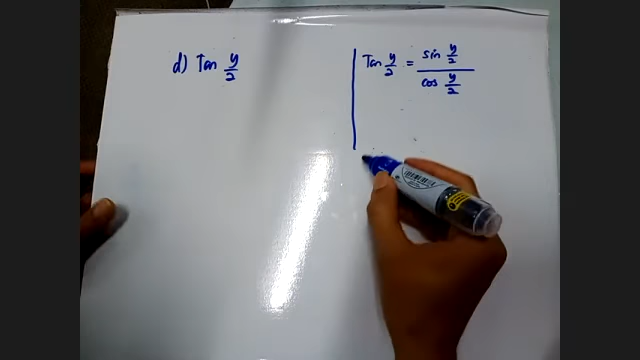 d) Tan y/2
Tan y/2 = sin y/2 / cos y/2